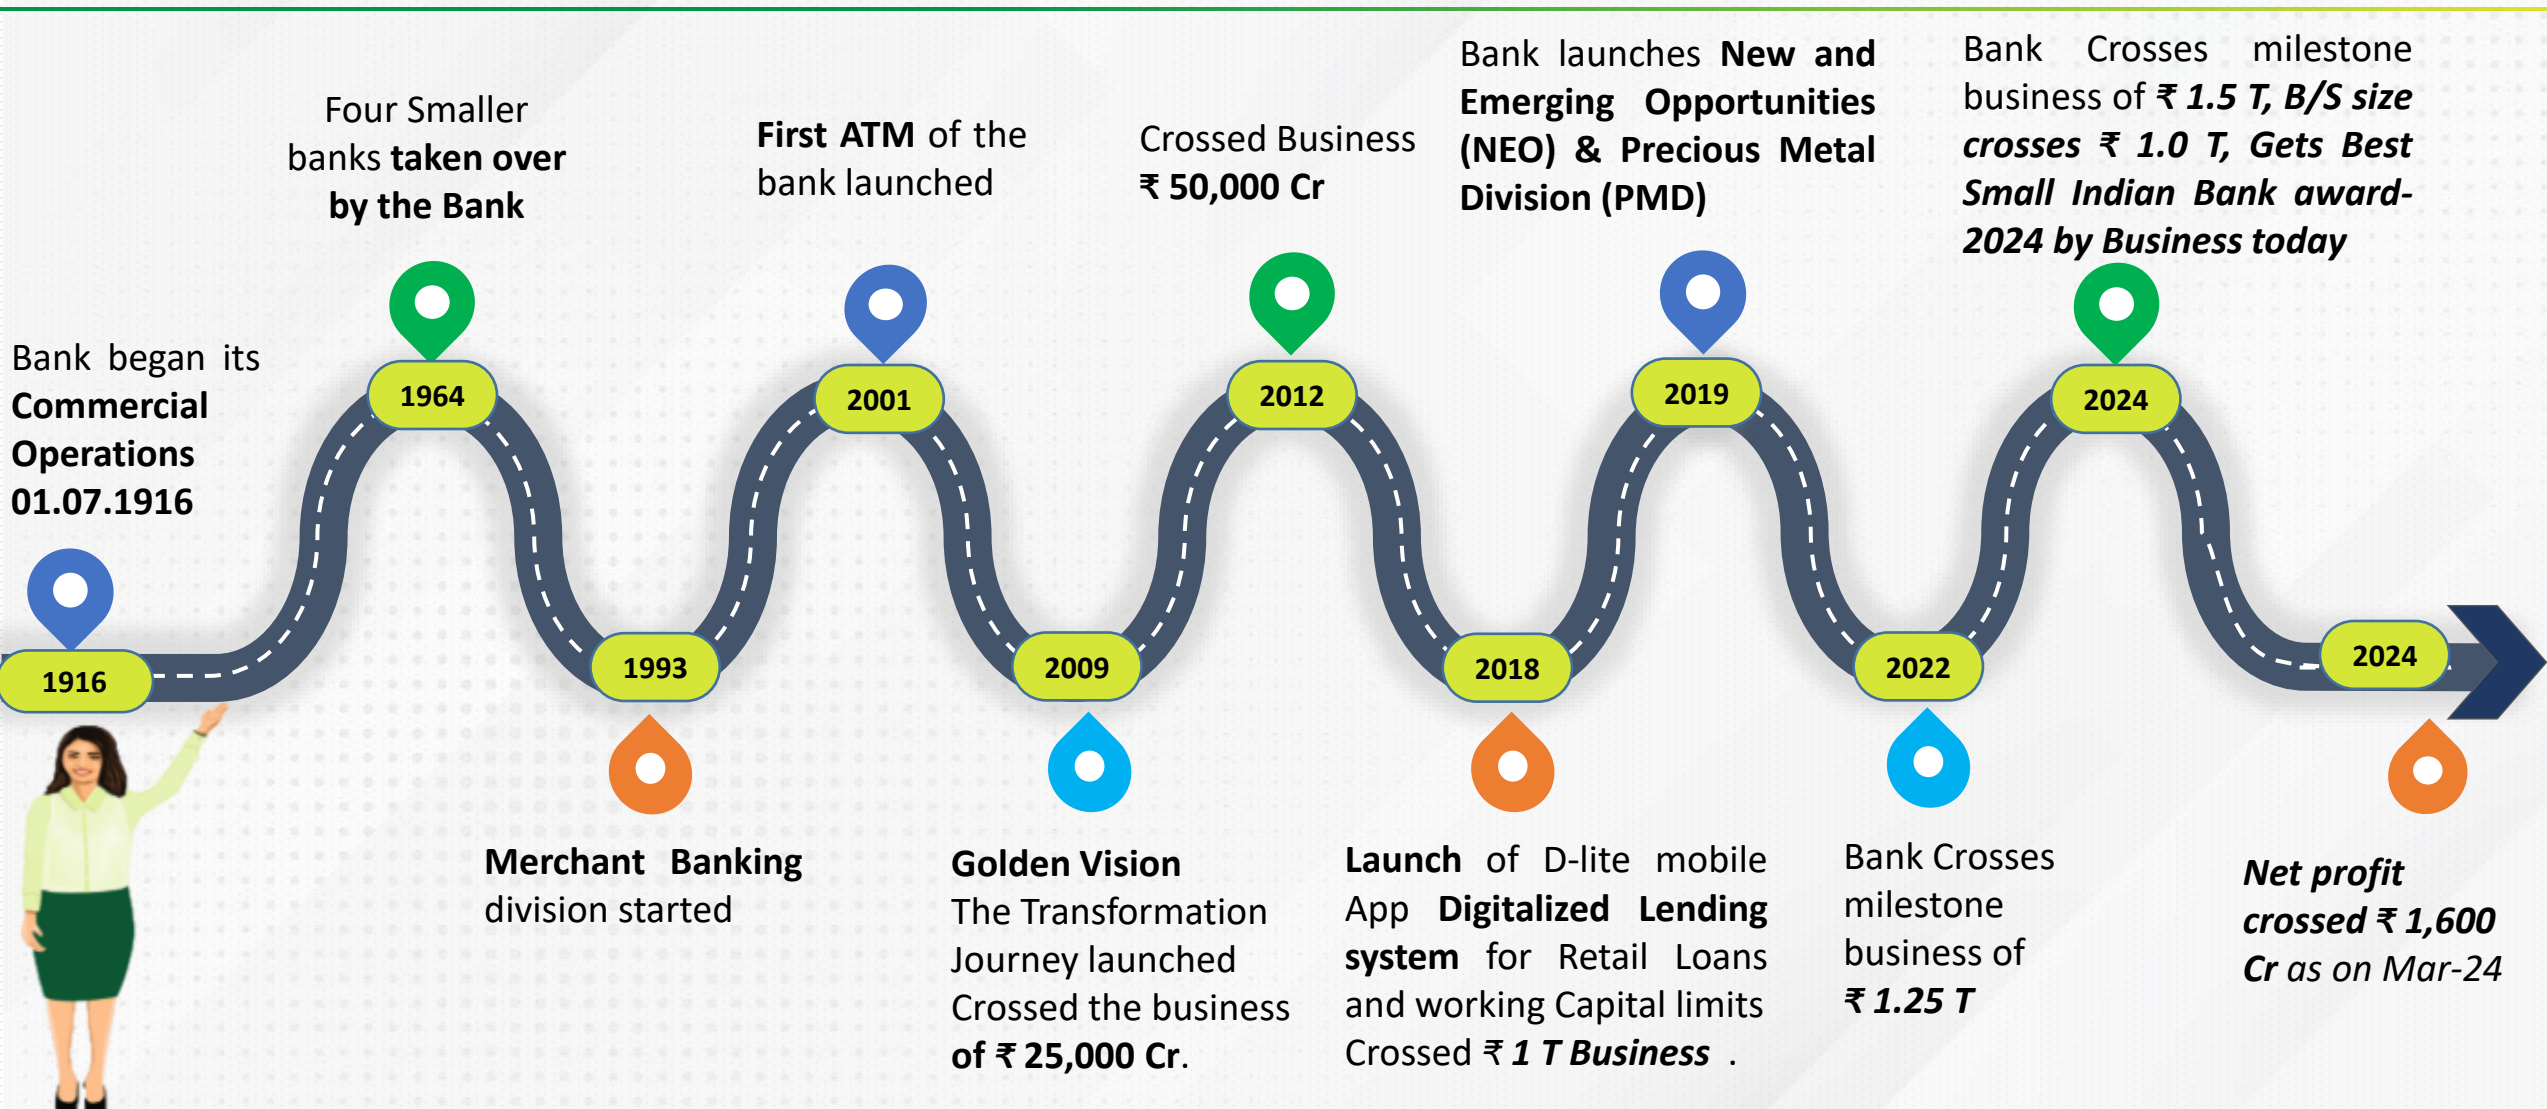 Bank began its
Commercial
Operations
01.07.1916
1916
Four Smaller
banks taken over
by the Bank
1964
1993
Merchant Banking
division started
First ATM of the
bank launched
2001
2009
Golden Vision
The Transformation
Journey launched
Crossed the business
of ₹ 25,000 Cr.
Crossed Business
₹ 50,000 Cr
2012
2018
Launch of D-lite mobile
App Digitalized Lending
system for Retail Loans
and working Capital limits
Crossed ₹ 1 T Business .
Bank launches New and
Emerging Opportunities
(NEO) & Precious Metal
Division (PMD)
2019
2022
Bank Crosses
milestone
business of
₹ 1.25 T
Bank Crosses milestone
business of ₹ 1.5 T, B/S size
crosses ₹ 1.0 T, Gets Best
Small Indian Bank award-
2024 by Business today
2024
2024
Net profit
crossed ₹ 1,600
Cr as on Mar-24